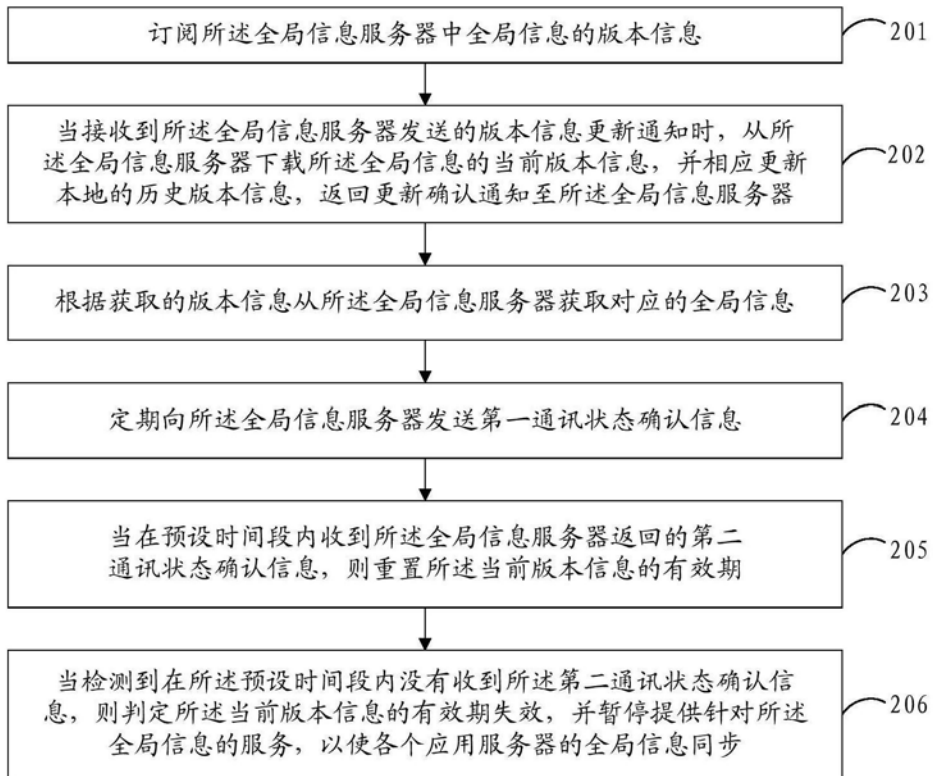 订阅所述全局信息服务器中全局信息的版本信息
201
当接收到所述全局信息服务器发送的版本信息更新通知时，从所
述全局信息服务器下载所述全局信息的当前版本信息，并相应更新
本地的历史版本信息，返回更新确认通知至所述全局信息服务器
202
根据获取的版本信息从所述全局信息服务器获取对应的全局信息
203
定期向所述全局信息服务器发送第一通讯状态确认信息
204
当在预设时间段内收到所述全局信息服务器返回的第二
通讯状态确认信息，则重置所述当前版本信息的有效期
205
当检测到在所述预设时间段内没有收到所述第二通讯状态确认信
息，则判定所述当前版本信息的有效期失效，并暂停提供针对所述
全局信息的服务，以使各个应用服务器的全局信息同步
206